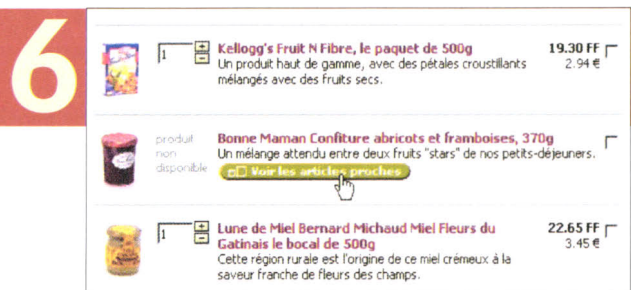 6
1 Kellogg's Fruit N Fibre, le paquet de 500g 19.30 FF
Un produit haut de gamme, avec des pétales croustillants 2.94 €
mélangés avec des fruits secs.
produit Bonne Maman Confiture abricots et framboises, 370g
non Un mélange attendu entre deux fruits "stars" de nos petits-déjeuners.
disponible Voir les articles proches
1 Lune de Miel Bernard Michaud Miel Fleurs du 22.65 FF
Gatinais le bocal de 500g 3.45 €
Cette région rurale est l'origine de ce miel crémeux à la
saveur franche de fleurs des champs.